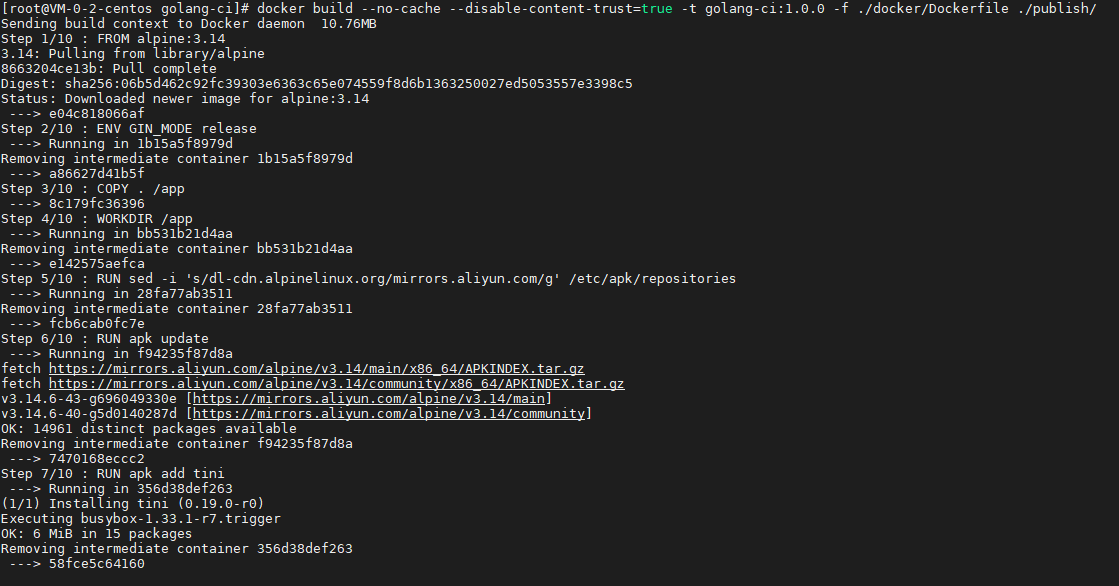 [root@VM-0-2-centos golang-ci]# docker build --no-cache --disable-content-trust=true -t golang-ci:1.0.0 -f ./docker/Dockerfile ./publish/
Sending build context to Docker daemon  10.76MB
Step 1/10 : FROM alpine:3.14
3.14: Pulling from library/alpine
8663204ce13b: Pull complete
Digest: sha256:06b5d462c92fc39303e6363c65e074559f8d6b1363250027ed5053557e3398c5
Status: Downloaded newer image for alpine:3.14
 ---> e04c818066af
Step 2/10 : ENV GIN_MODE release
 ---> Running in 1b15a5f8979d
Removing intermediate container 1b15a5f8979d
 ---> a86627d41b5f
Step 3/10 : COPY . /app
 ---> 8c179fc36396
Step 4/10 : WORKDIR /app
 ---> Running in bb531b21d4aa
Removing intermediate container bb531b21d4aa
 ---> e142575aefca
Step 5/10 : RUN sed -i 's/dl-cdn.alpinelinux.org/mirrors.aliyun.com/g' /etc/apk/repositories
 ---> Running in 28fa77ab3511
Removing intermediate container 28fa77ab3511
 ---> fcb6cab0fc7e
Step 6/10 : RUN apk update
 ---> Running in f94235f87d8a
fetch https://mirrors.aliyun.com/alpine/v3.14/main/x86_64/APKINDEX.tar.gz
fetch https://mirrors.aliyun.com/alpine/v3.14/community/x86_64/APKINDEX.tar.gz
v3.14.6-43-g696049330e [https://mirrors.aliyun.com/alpine/v3.14/main]
v3.14.6-40-g5d0140287d [https://mirrors.aliyun.com/alpine/v3.14/community]
OK: 14961 distinct packages available
Removing intermediate container f94235f87d8a
 ---> 7470168eccc2
Step 7/10 : RUN apk add tini
 ---> Running in 356d38def263
(1/1) Installing tini (0.19.0-r0)
Executing busybox-1.33.1-r7.trigger
OK: 6 MiB in 15 packages
Removing intermediate container 356d38def263
 ---> 58fce5c64160